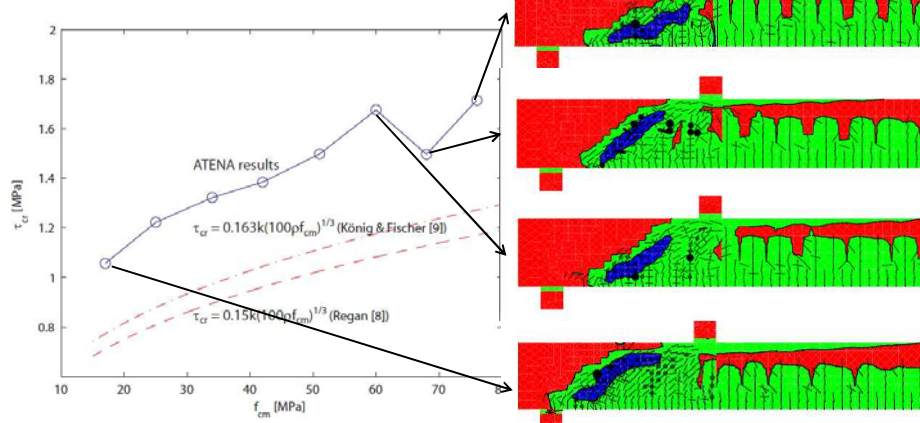 2
1.8
1.6
1.4
1.2
1
0.8
τcr [MPa]
ATENA results
τcr = 0.163k(100ρfcm)1/3 (König & Fischer [9])
τcr = 0.15k(100ρfcm)1/3 (Regan [8])
10 20 30 40 50 60 70 80
fcm [MPa]